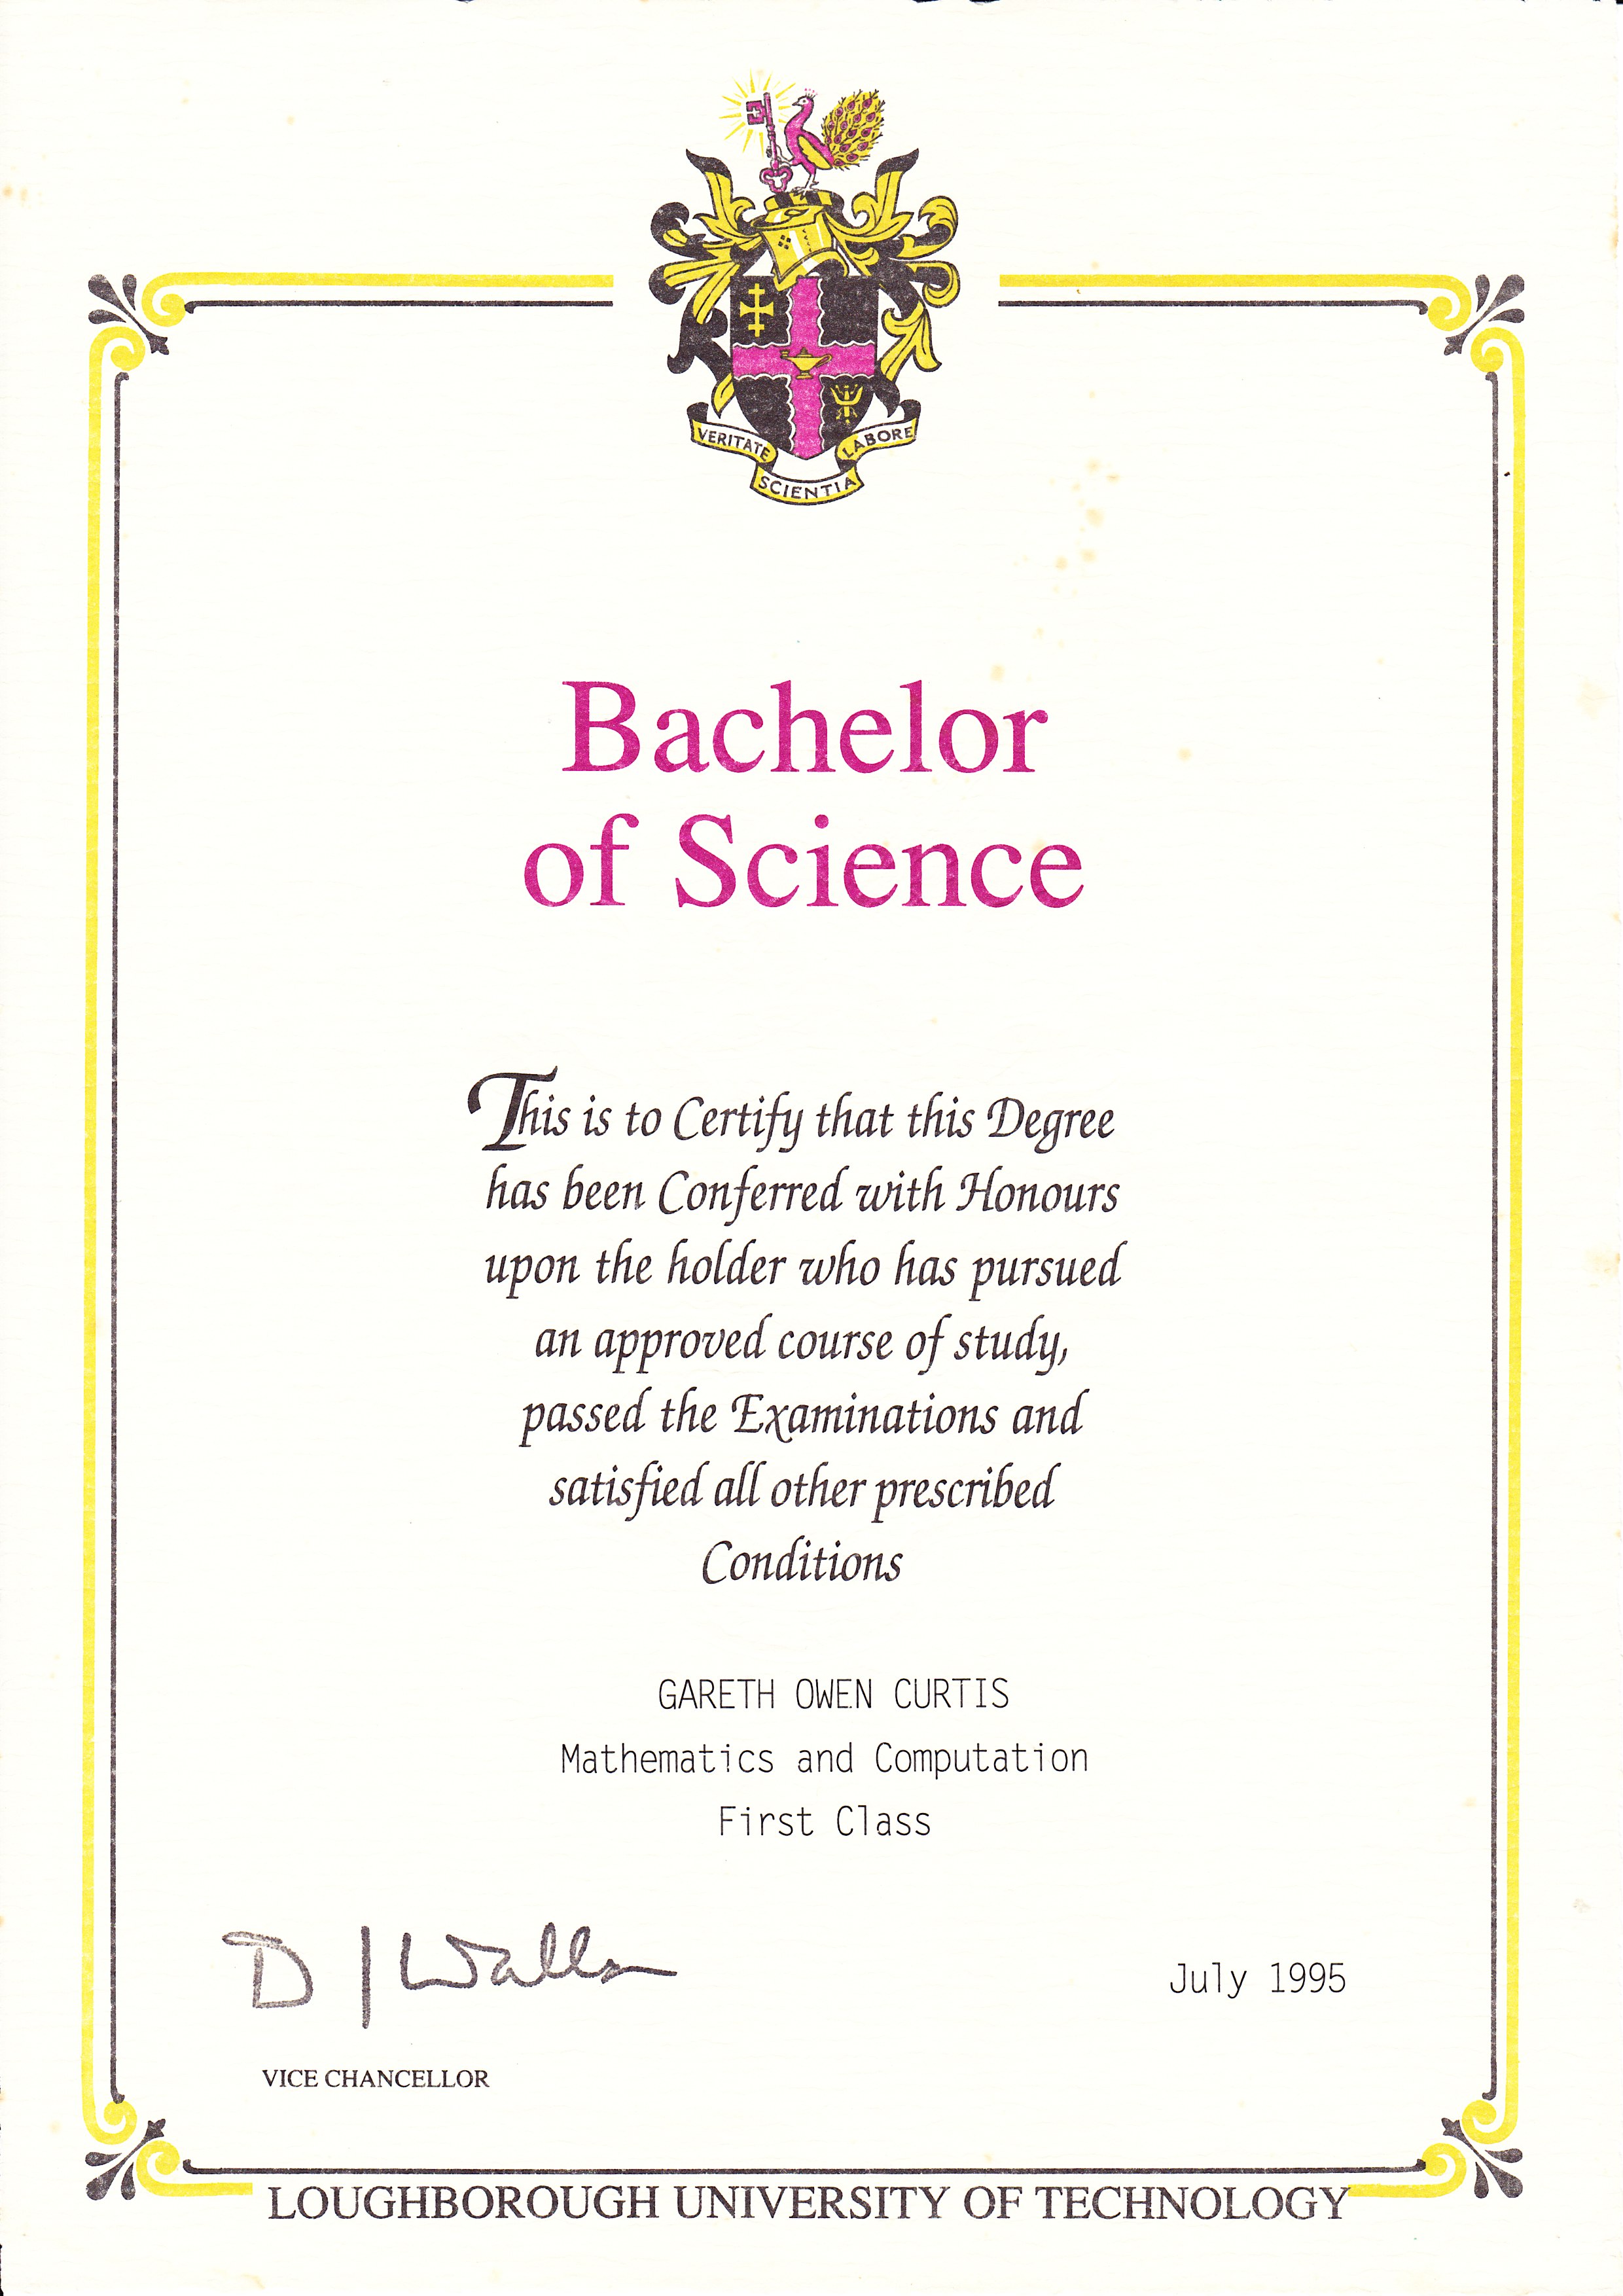 VERITATE
SCIENTIA
LABORE
Bachelor
of Science
This is to Certify that this Degree
has been Conferred with Honours
upon the holder who has pursued
an approved course of study,
passed the Examinations and
satisfied all other prescribed
Conditions
GARETH OWEN CURTIS
Mathematics and Computation
First Class
D J Walla
July 1995
VICE CHANCELLOR
LOUGHBOROUGH UNIVERSITY OF TECHNOLOGY